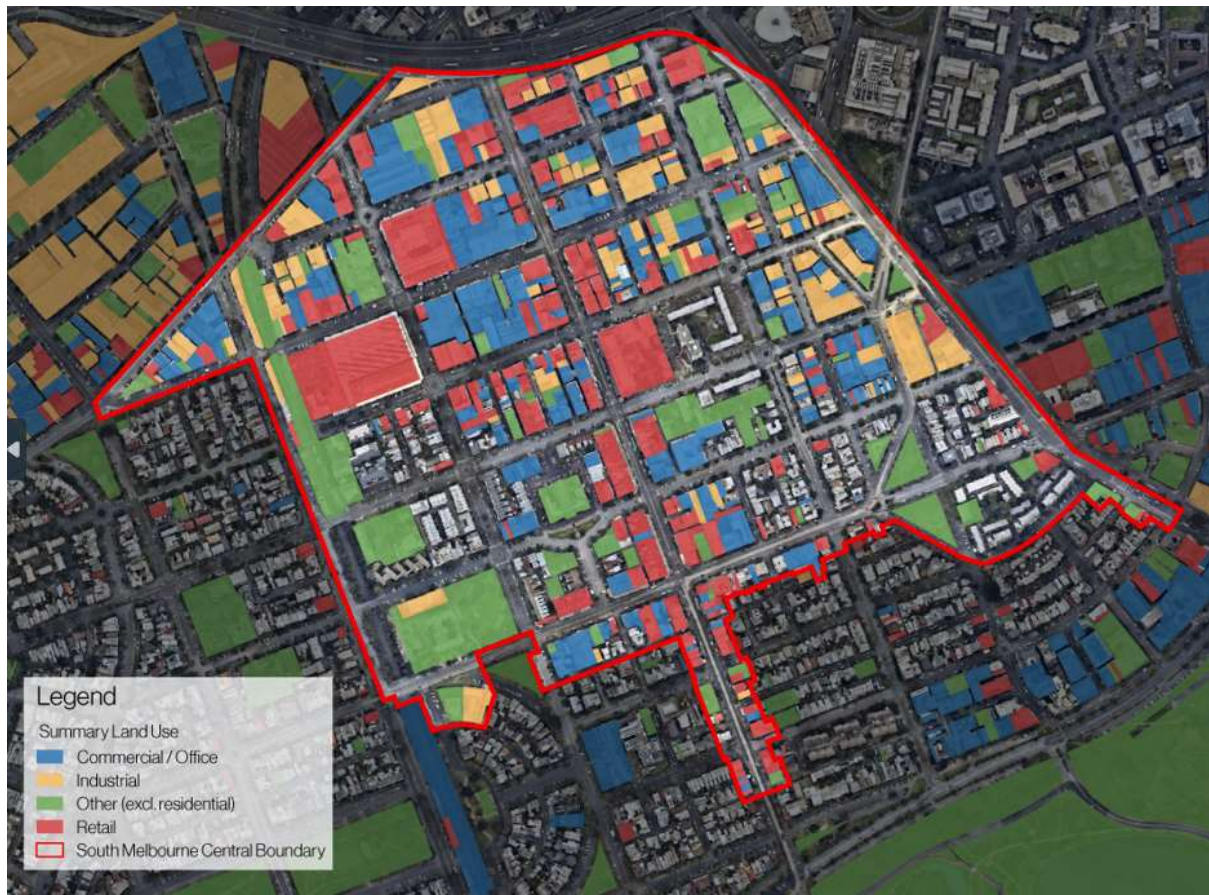 Legend
Summary Land Use
Commercial / Office
Industrial
Other (excl. residential)
Retail
South Melbourne Central Boundary